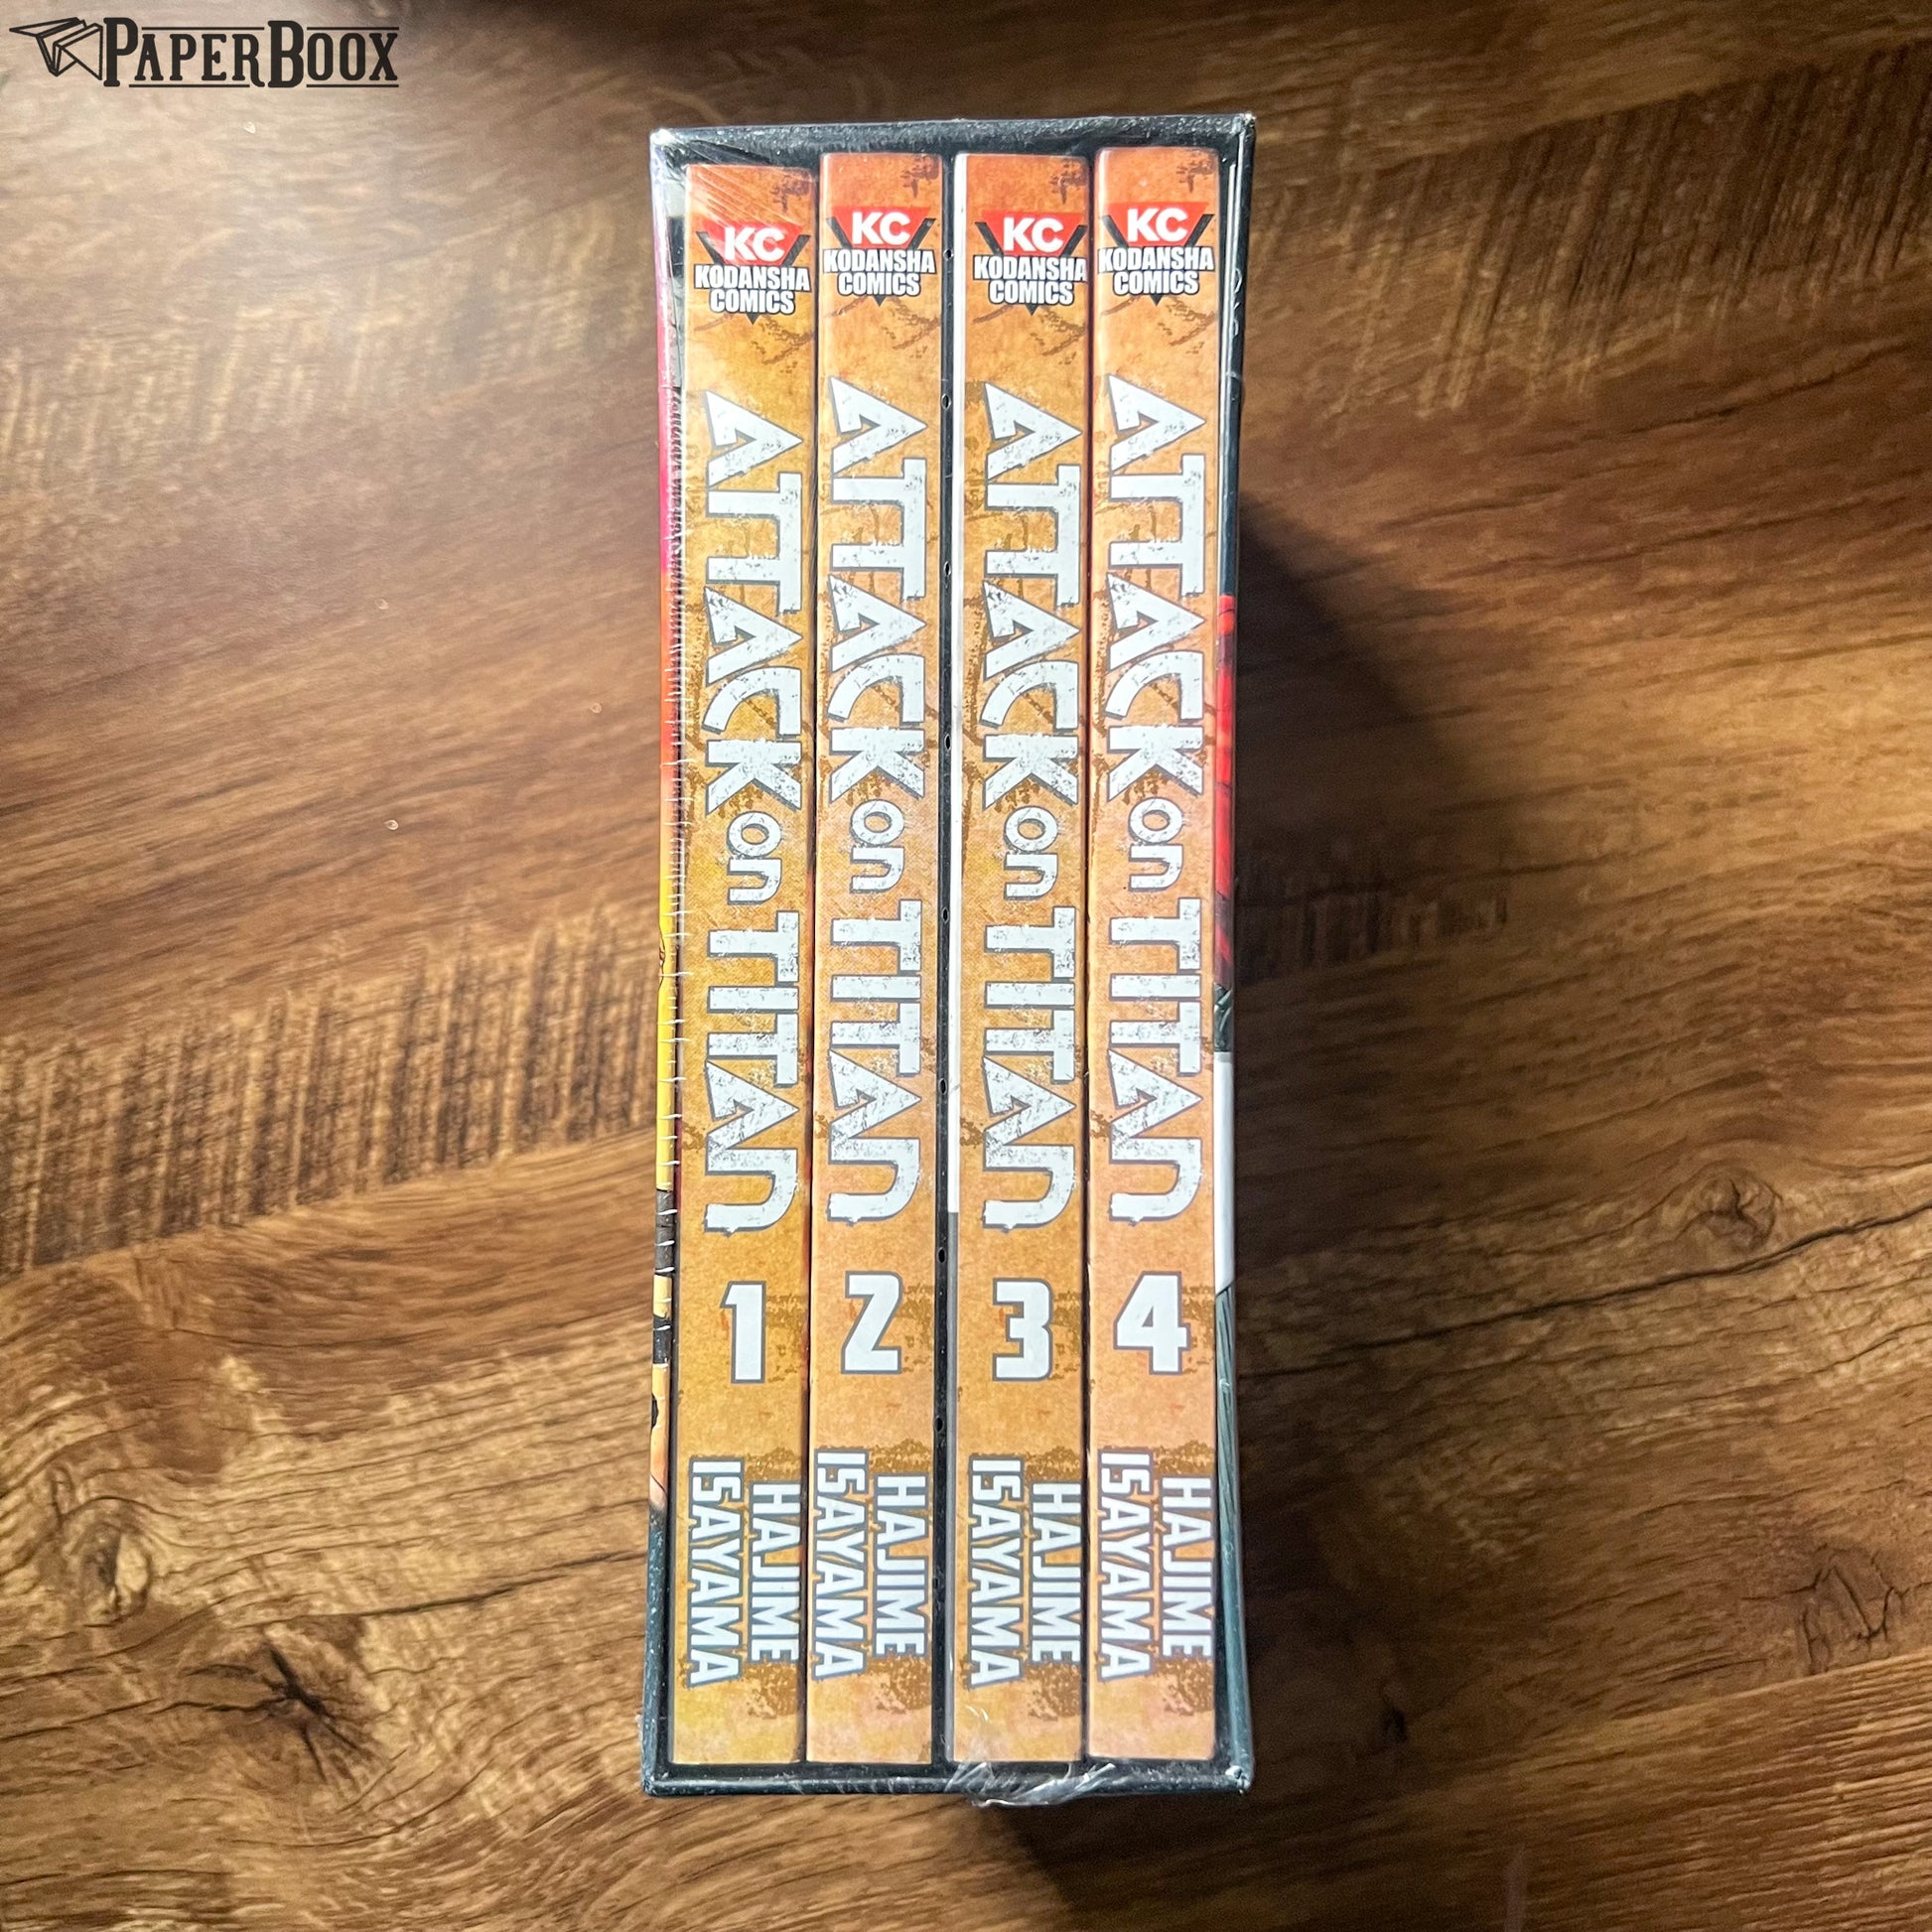 PAPERBOOX
KC
KODANSHA
COMICS
ATTACK on TITAN
1
HAJIME
ISAYAMA
KC
KODANSHA
COMICS
ATTACK on TITAN
2
HAJIME
ISAYAMA
KC
KODANSHA
COMICS
ATTACK on TITAN
3
HAJIME
ISAYAMA
KC
KODANSHA
COMICS
ATTACK on TITAN
4
HAJIME
ISAYAMA